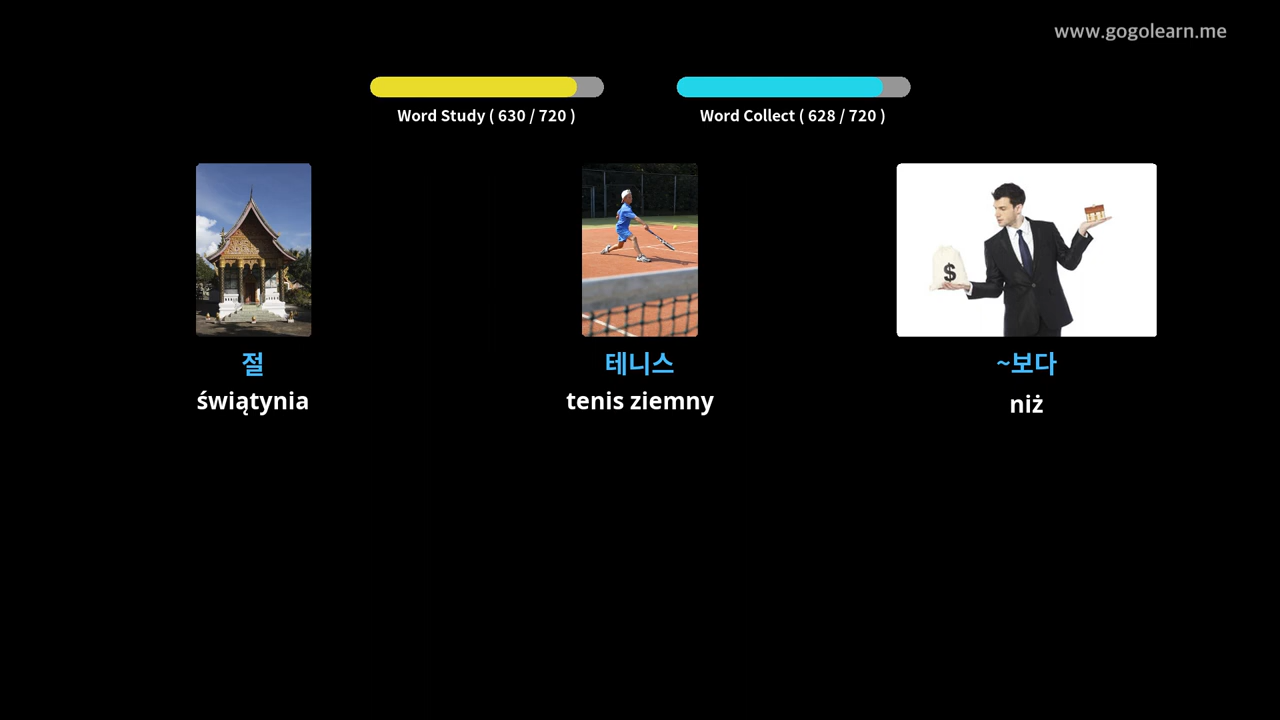 www.gogolearn.me
Word Study ( 630 / 720 )
Word Collect ( 628 / 720 )
$
절
테니스
~보다
świątynia
tenis ziemny
niż